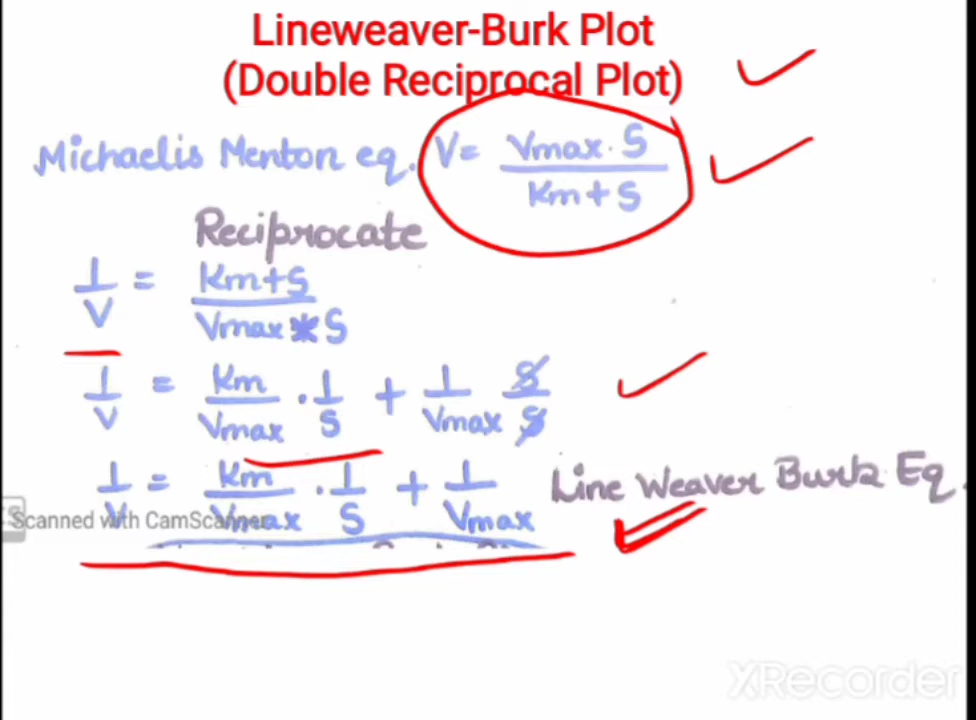 Lineweaver-Burk Plot
(Double Reciprocal Plot)
Michaelis Menton eq. V= Vmax · S / Km + S
Reciprocate
1/V = Km+S / Vmax * S
1/V = Km/Vmax · 1/S + 1/Vmax S/S
1/V = Km/Vmax · 1/S + 1/Vmax Line Weaver Burk Eq.
Scanned with CamScanner
XRecorder